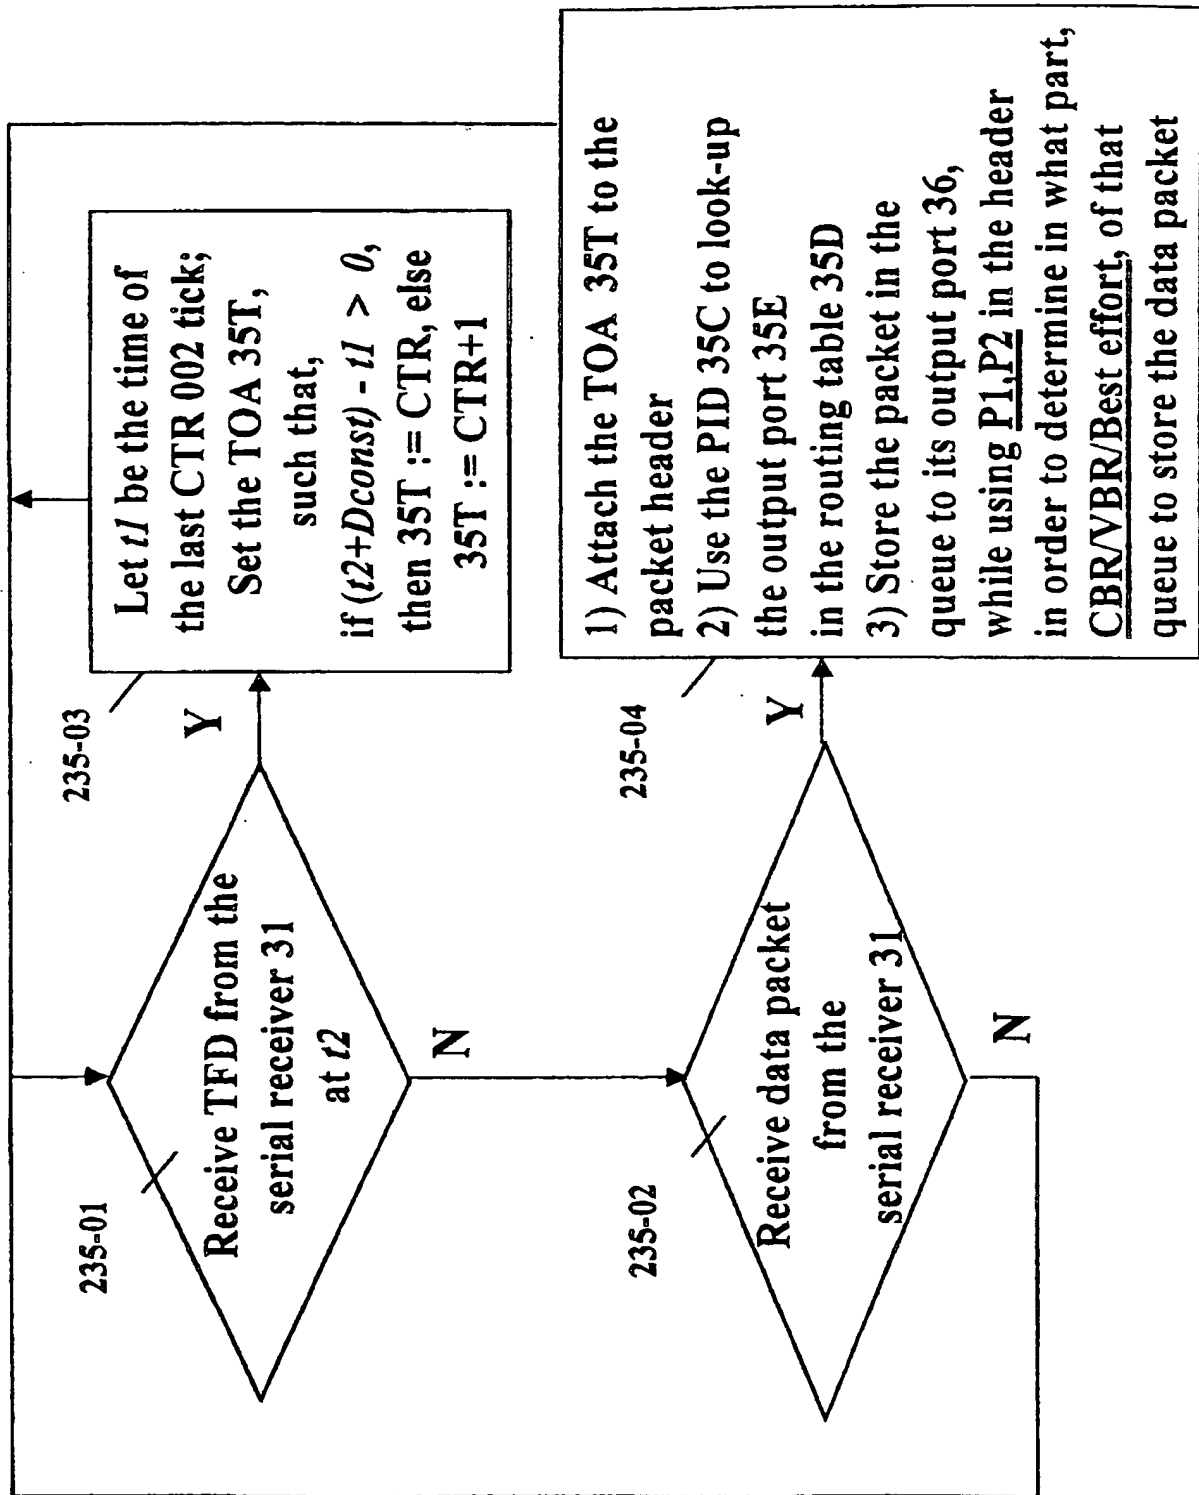 235-01
Receive TFD from the
serial receiver 31
at t2
Y
N
235-03
Let t1 be the time of
the last CTR 002 tick;
Set the TOA 35T,
such that,
if (t2+Dconst) - t1 > 0,
then 35T := CTR, else
35T := CTR+1
235-02
Receive data packet
from the
serial receiver 31
Y
N
235-04
1) Attach the TOA 35T to the
packet header
2) Use the PID 35C to look-up
the output port 35E
in the routing table 35D
3) Store the packet in the
queue to its output port 36,
while using P1,P2 in the header
in order to determine in what part,
CBR/VBR/Best effort, of that
queue to store the data packet